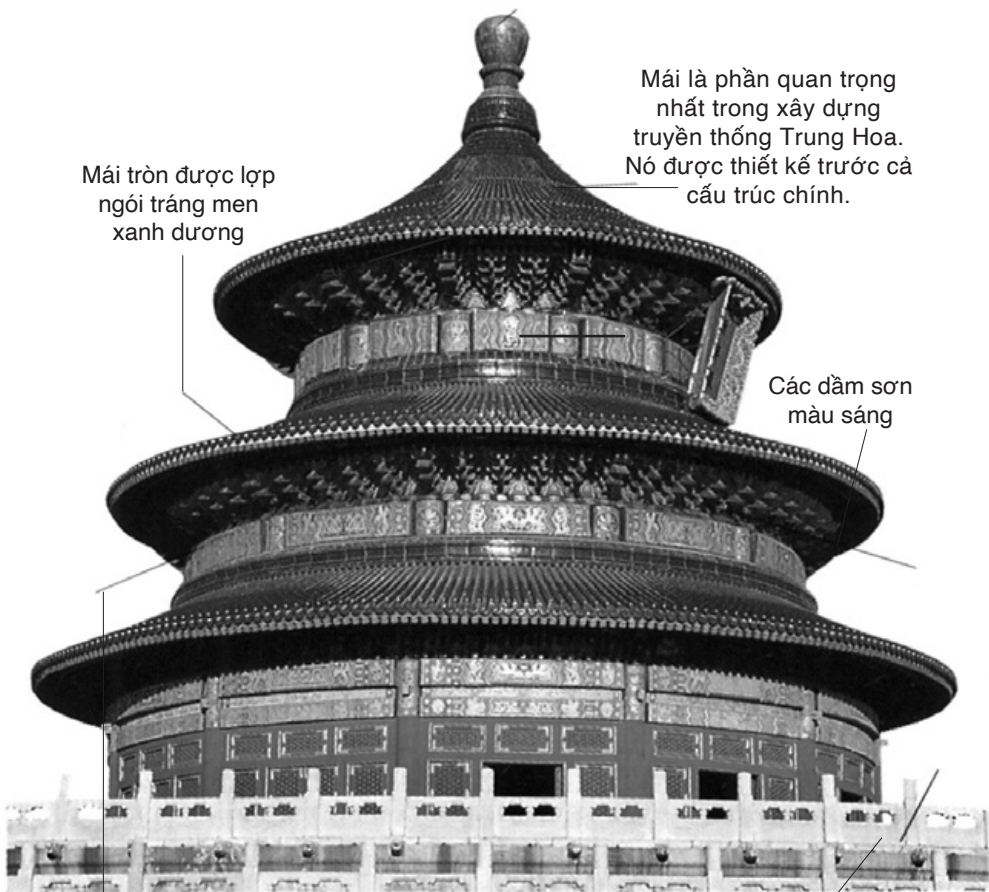 Mái là phần quan trọng
nhất trong xây dựng
truyền thống Trung Hoa.
Nó được thiết kế trước cả
cấu trúc chính.
Mái tròn được lợp
ngói tráng men
xanh dương
Các dầm sơn
màu sáng